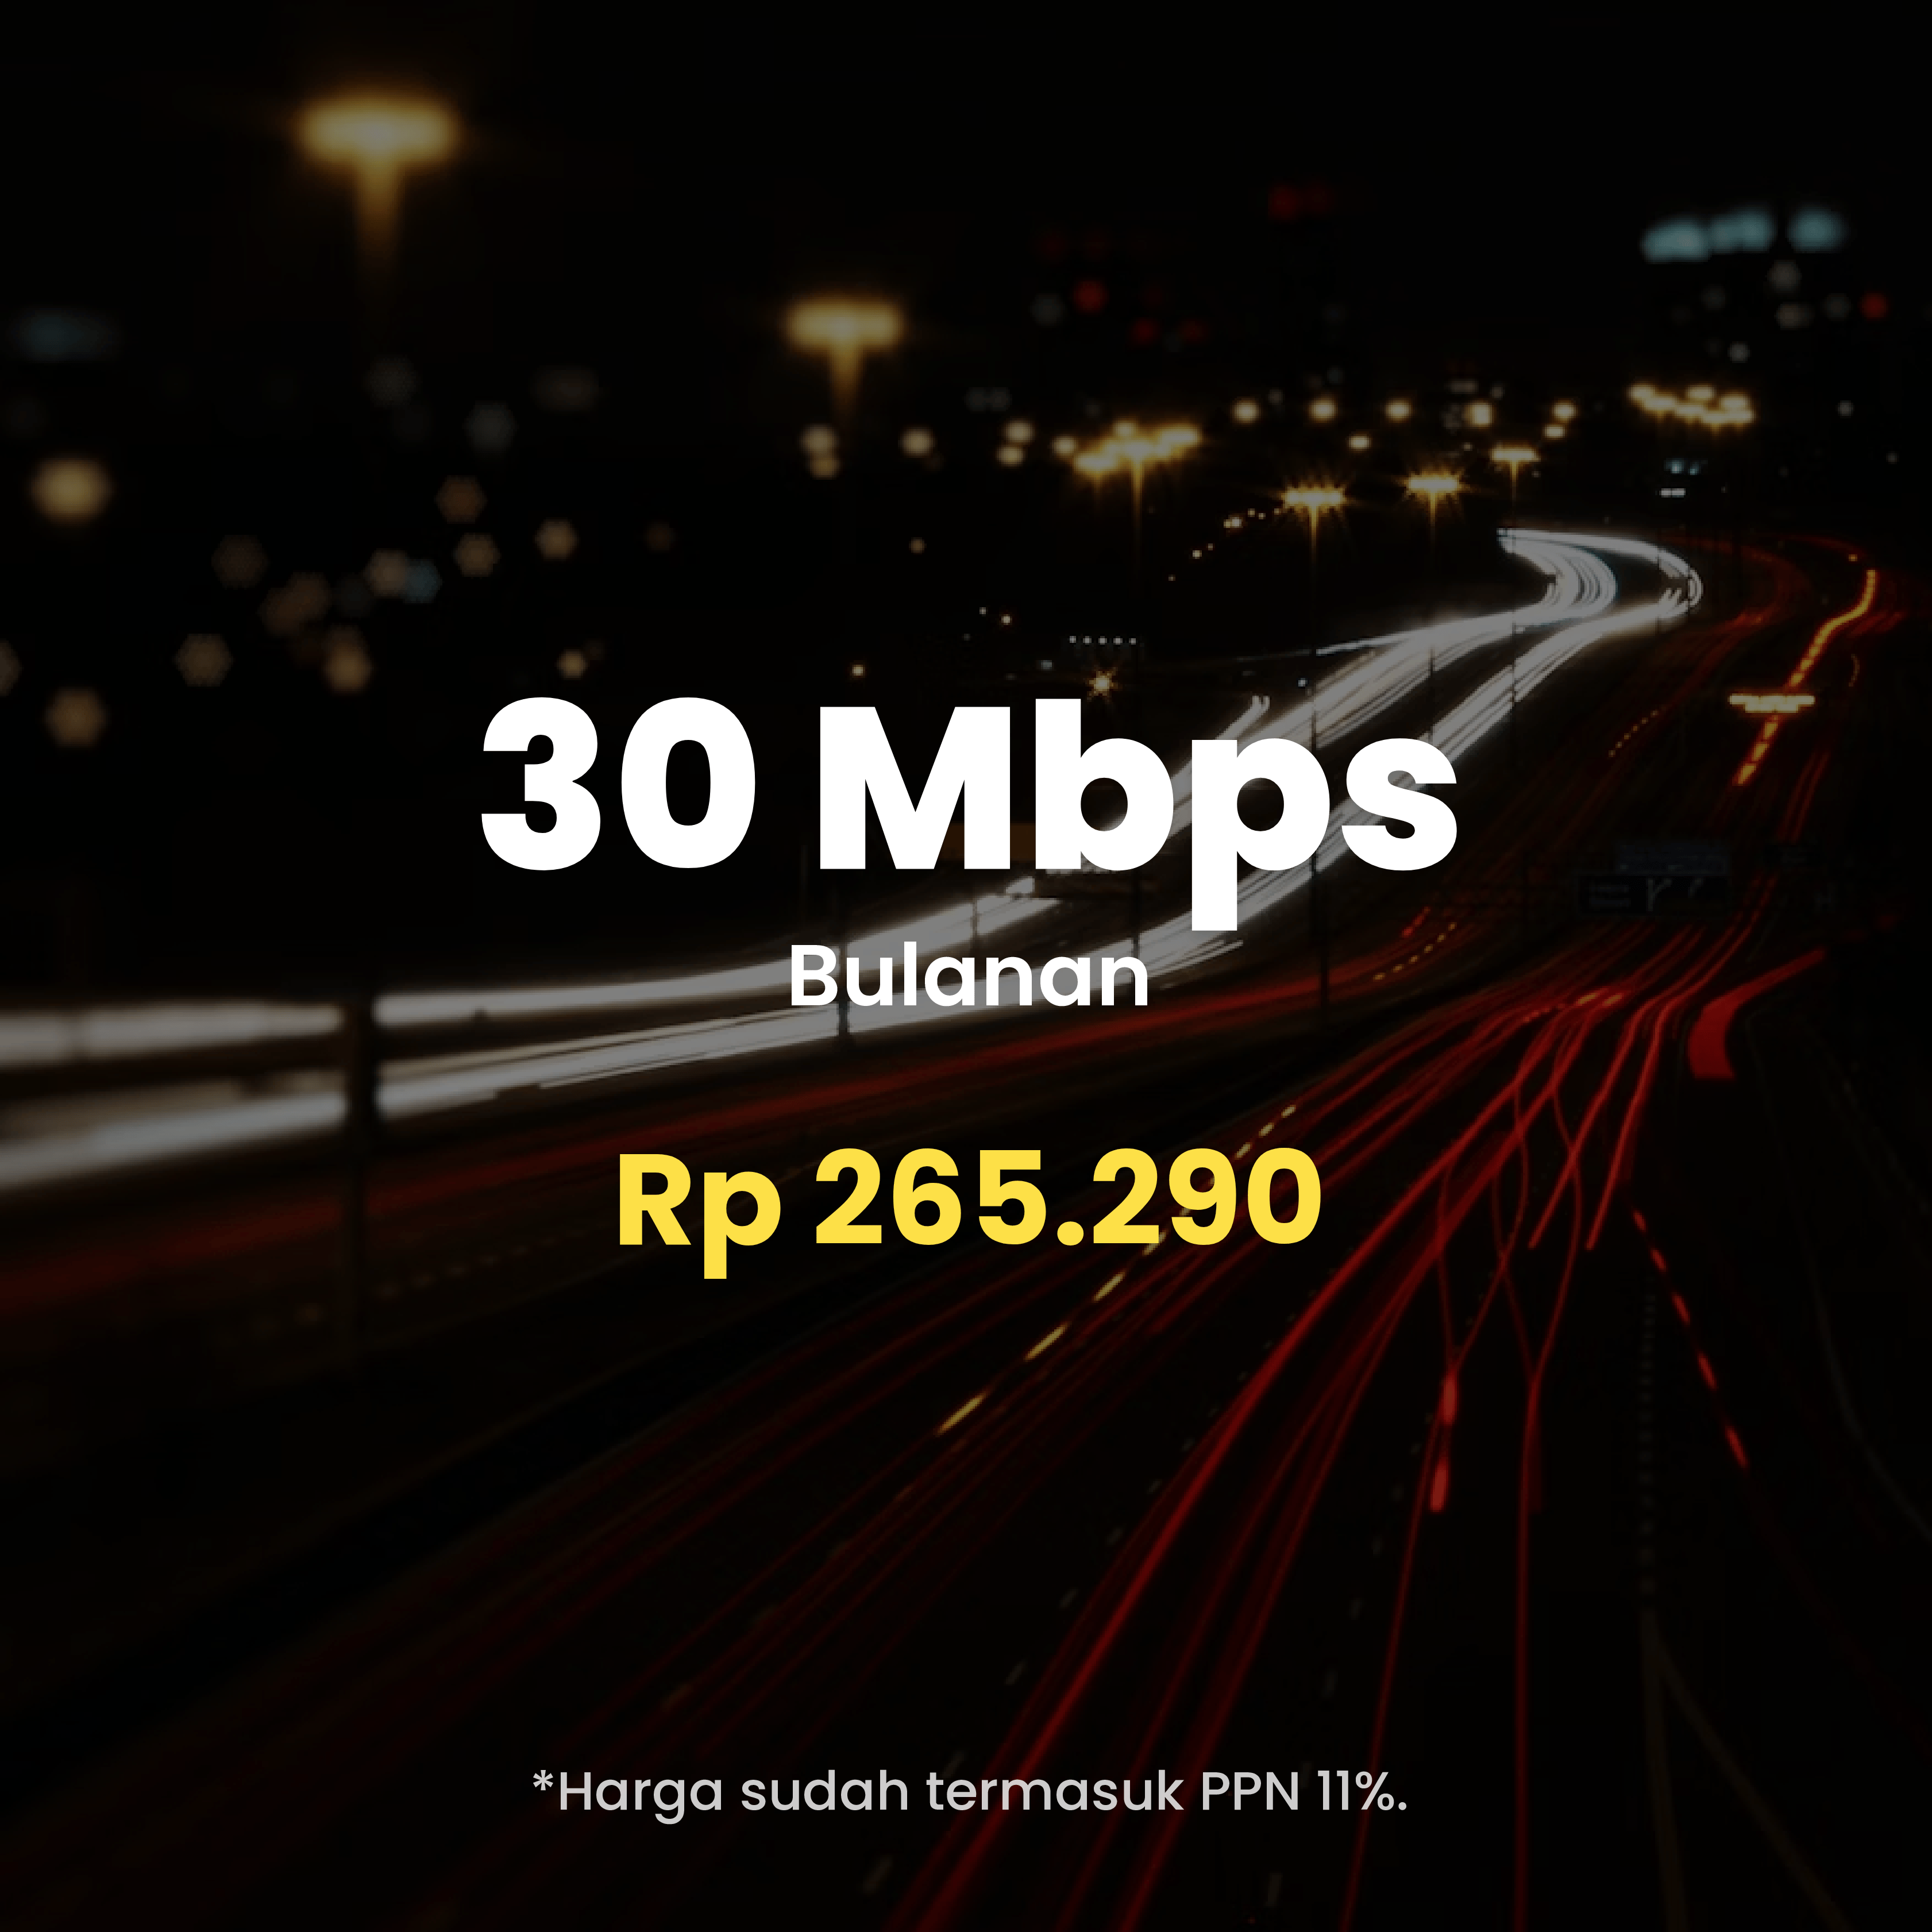 30 Mbps
Bulanan
Rp 265.290
*Harga sudah termasuk PPN 11%.